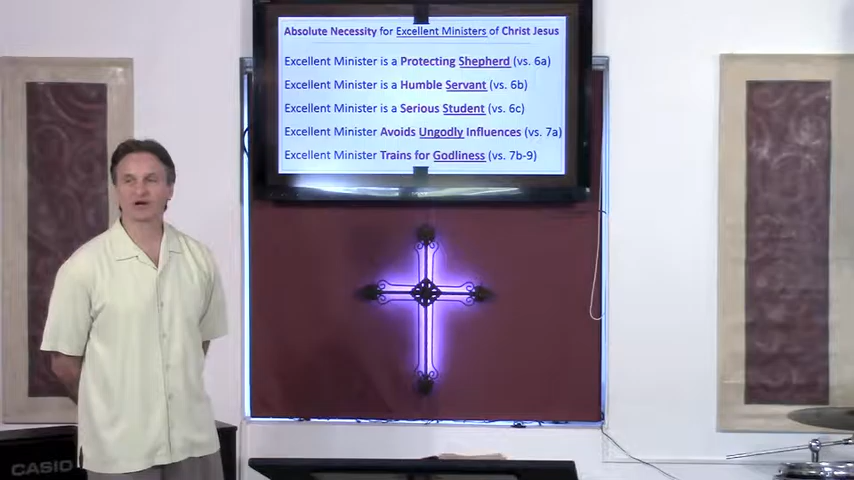 Absolute Necessity for Excellent Ministers of Christ Jesus
Excellent Minister is a Protecting Shepherd (vs. 6a)
Excellent Minister is a Humble Servant (vs. 6b)
Excellent Minister is a Serious Student (vs. 6c)
Excellent Minister Avoids Ungodly Influences (vs. 7a)
Excellent Minister Trains for Godliness (vs. 7b-9)
CASIO